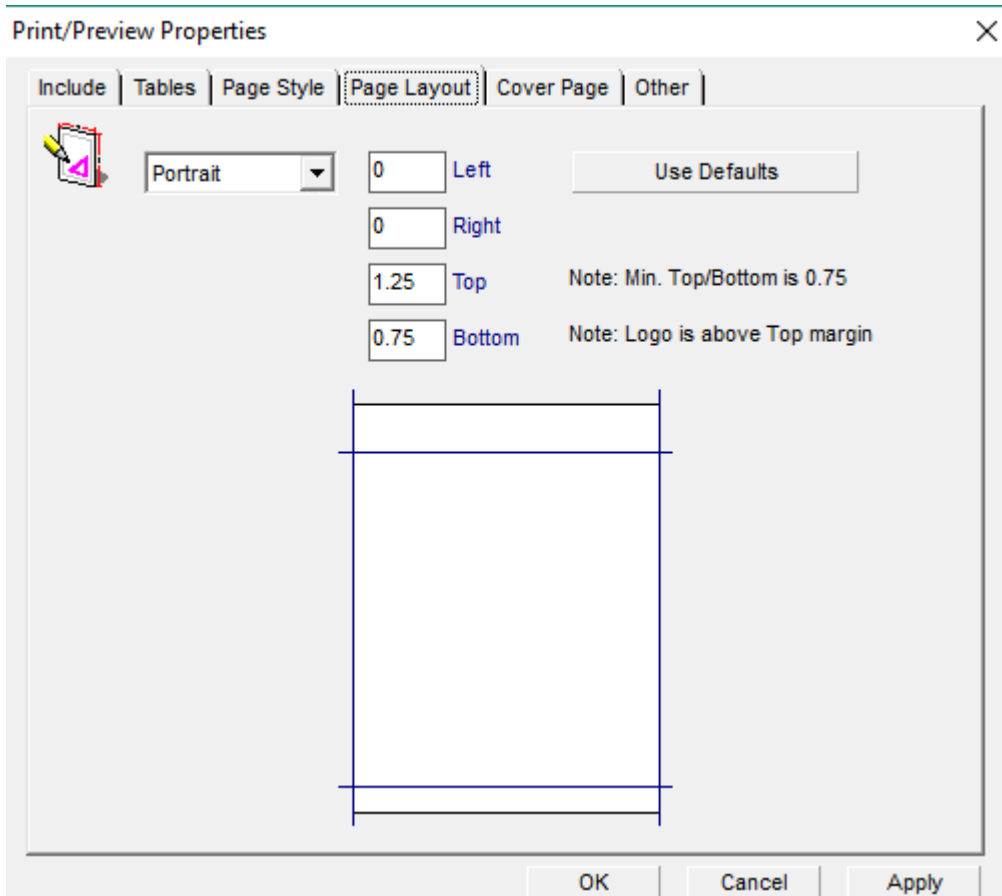 Print/Preview Properties
Include Tables Page Style Page Layout Cover Page Other
Portrait 0 Left Use Defaults
0 Right
1.25 Top Note: Min. Top/Bottom is 0.75
0.75 Bottom Note: Logo is above Top margin
OK Cancel Apply